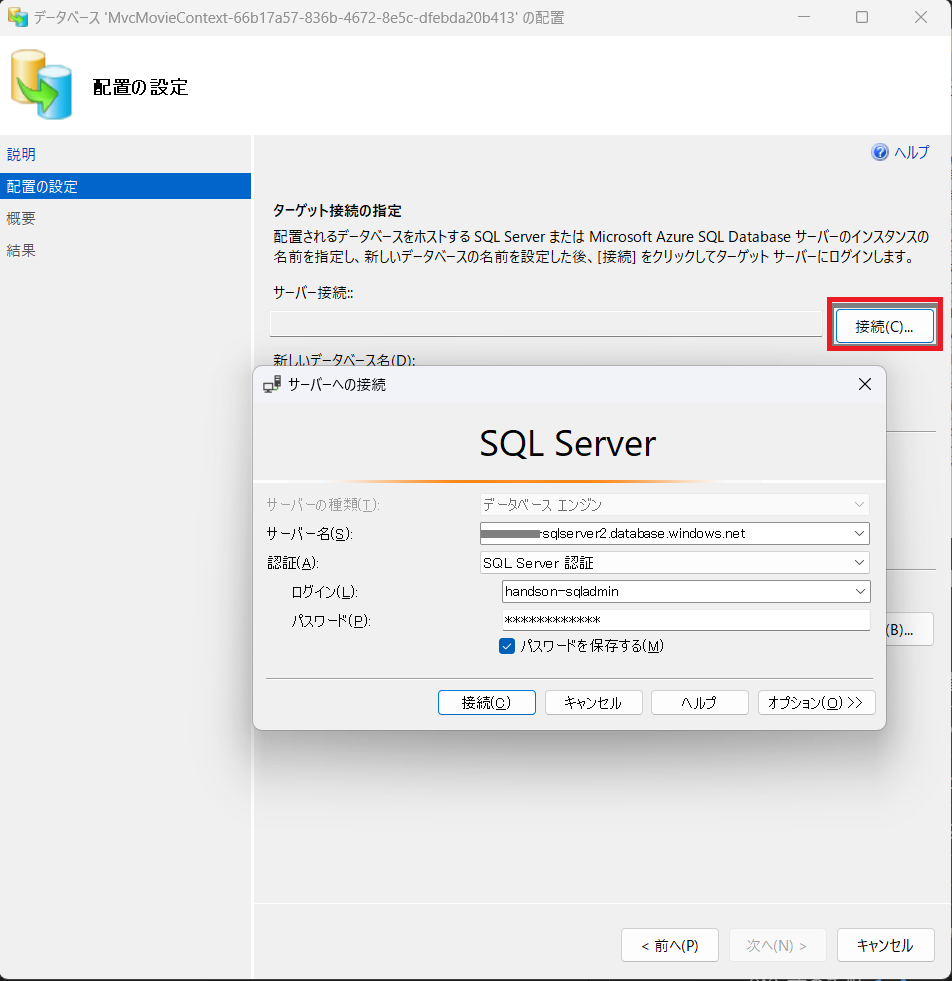 データベース 'MvcMovieContext-66b17a57-836b-4672-8e5c-dfebda20b413' の配置
配置の設定
説明
配置の設定
概要
結果
ヘルプ
ターゲット接続の指定
配置されるデータベースをホストする SQL Server または Microsoft Azure SQL Database サーバーのインスタンスの
名前を指定し、新しいデータベースの名前を設定した後、[接続] をクリックしてターゲット サーバーにログインします。
サーバー接続::
接続(C)...
新しいデータベース名(D):
サーバーへの接続
SQL Server
サーバーの種類(T):
データベース エンジン
サーバー名(S):
-sqlserver2.database.windows.net
認証(A):
SQL Server 認証
ログイン(L):
handson-sqladmin
パスワード(P):
************
パスワードを保存する(M)
(B)...
接続(C)
キャンセル
ヘルプ
オプション(O) >>
< 前へ(P)
次へ(N) >
キャンセル